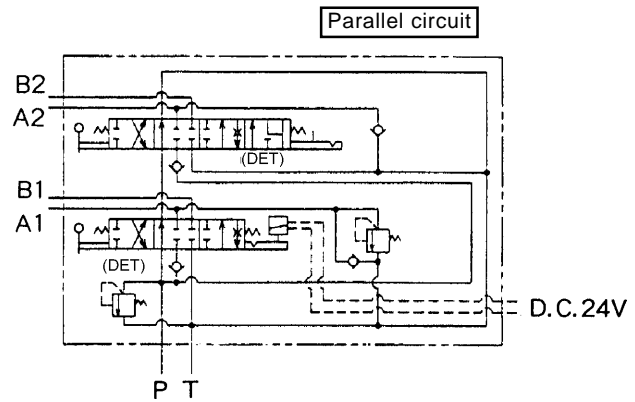 Parallel circuit
B2
A2
(DET)
B1
A1
(DET)
D.C.24V
P T